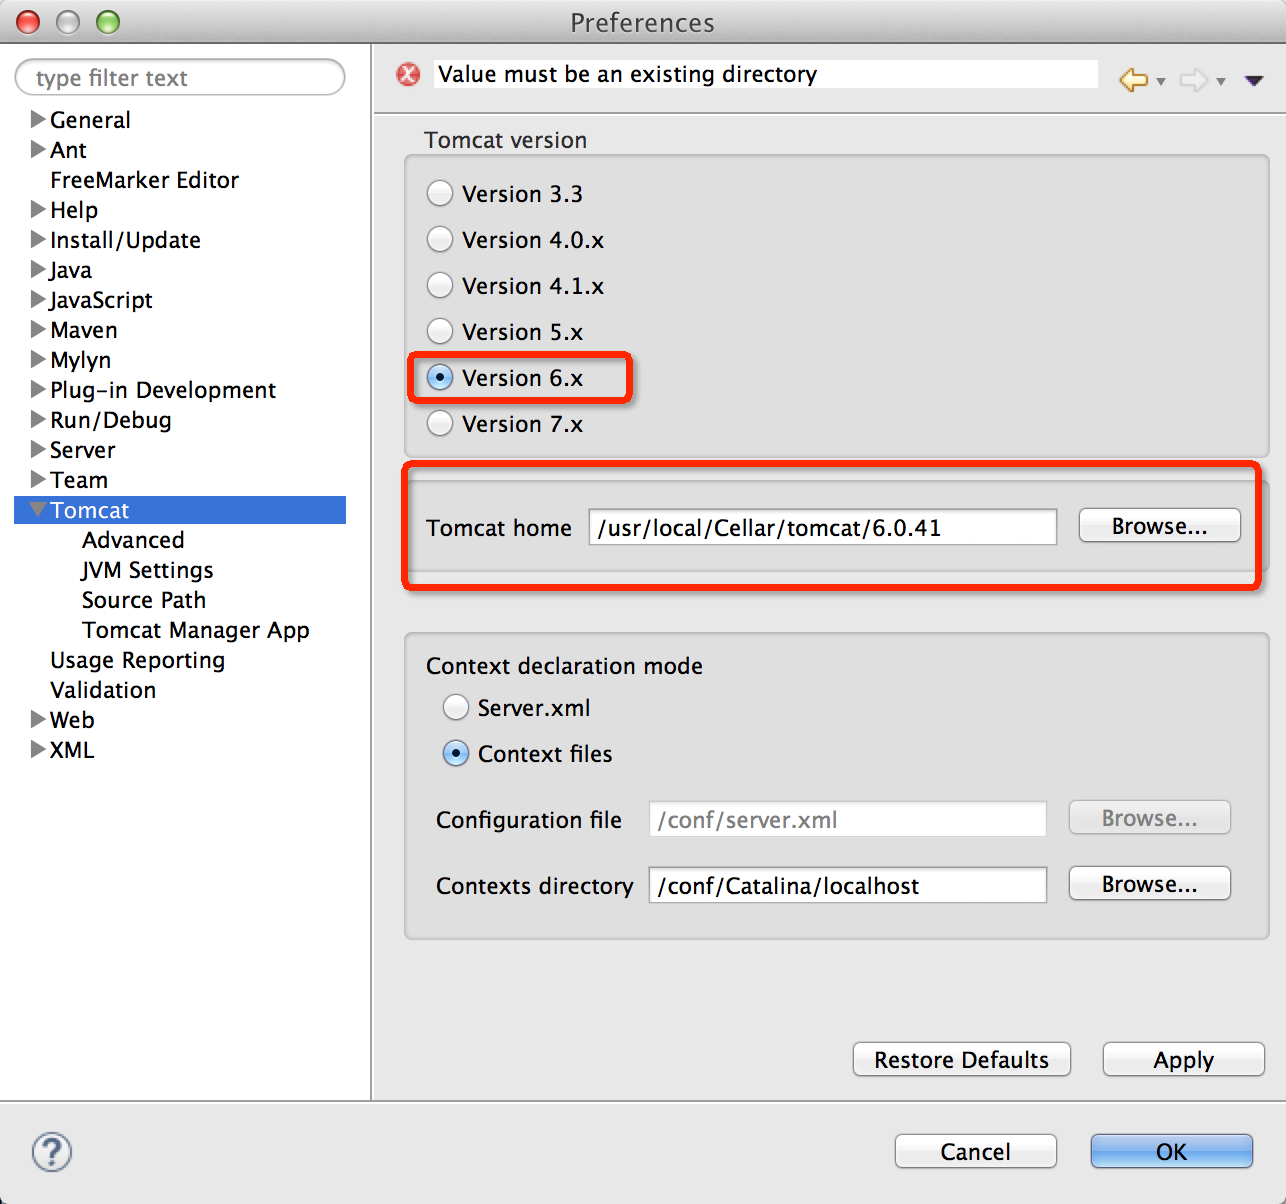 Preferences
type filter text
General
Ant
FreeMarker Editor
Help
Install/Update
Java
JavaScript
Maven
Mylyn
Plug-in Development
Run/Debug
Server
Team
Tomcat
Advanced
JVM Settings
Source Path
Tomcat Manager App
Usage Reporting
Validation
Web
XML
Value must be an existing directory
Tomcat version
Version 3.3
Version 4.0.x
Version 4.1.x
Version 5.x
Version 6.x
Version 7.x
Tomcat home /usr/local/Cellar/tomcat/6.0.41 Browse...
Context declaration mode
Server.xml
Context files
Configuration file /conf/server.xml Browse...
Contexts directory /conf/Catalina/localhost Browse...
Restore Defaults Apply
? Cancel OK